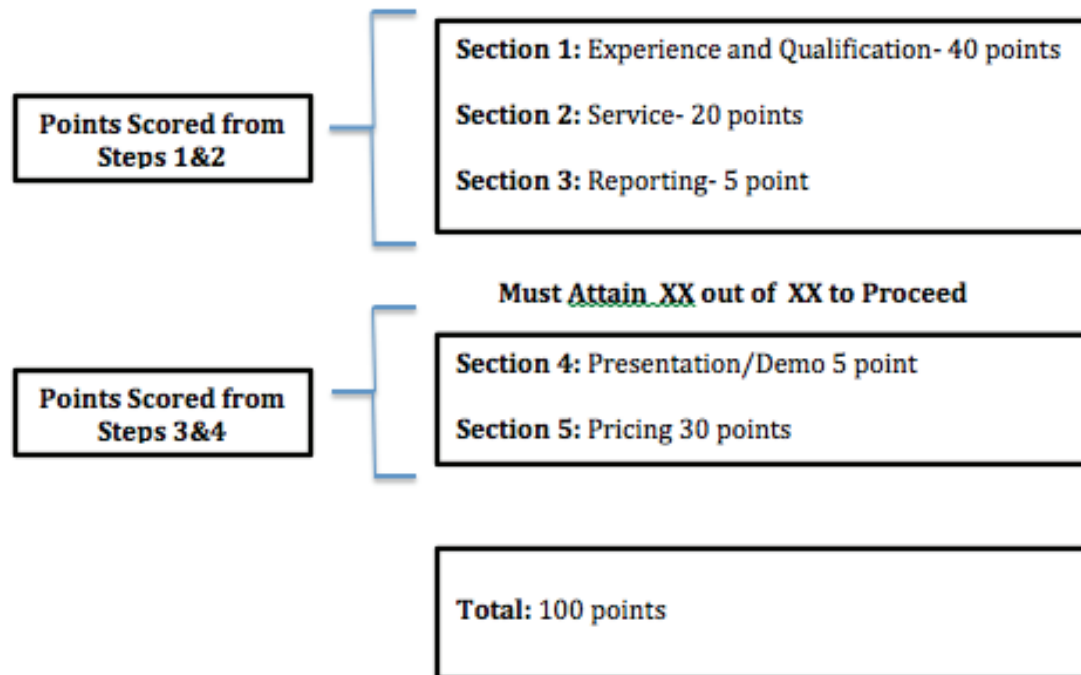 Points Scored from
Steps 1&2
Section 1: Experience and Qualification- 40 points
Section 2: Service- 20 points
Section 3: Reporting- 5 point
Must Attain XX out of XX to Proceed
Points Scored from
Steps 3&4
Section 4: Presentation/Demo 5 point
Section 5: Pricing 30 points
Total: 100 points